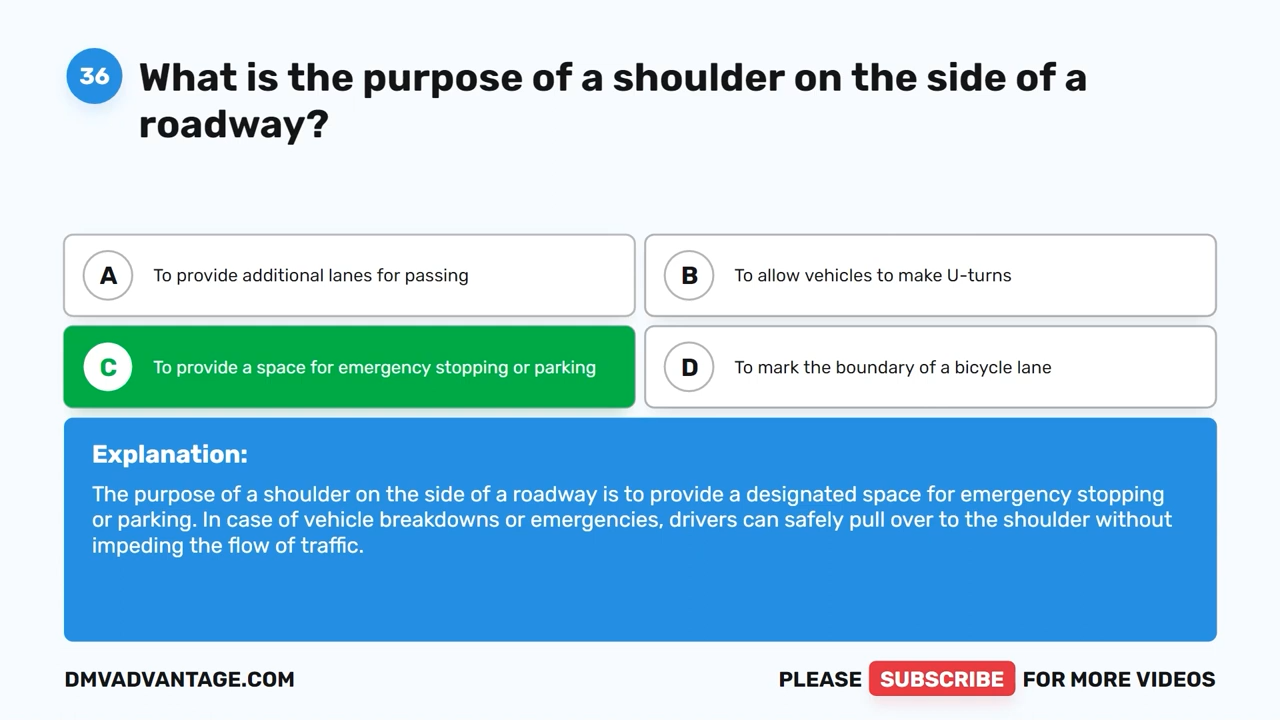 36
What is the purpose of a shoulder on the side of a
roadway?
A
To provide additional lanes for passing
B
To allow vehicles to make U-turns
C
To provide a space for emergency stopping or parking
D
To mark the boundary of a bicycle lane
Explanation:
The purpose of a shoulder on the side of a roadway is to provide a designated space for emergency stopping
or parking. In case of vehicle breakdowns or emergencies, drivers can safely pull over to the shoulder without
impeding the flow of traffic.
DMVADVANTAGE.COM
PLEASE SUBSCRIBE FOR MORE VIDEOS